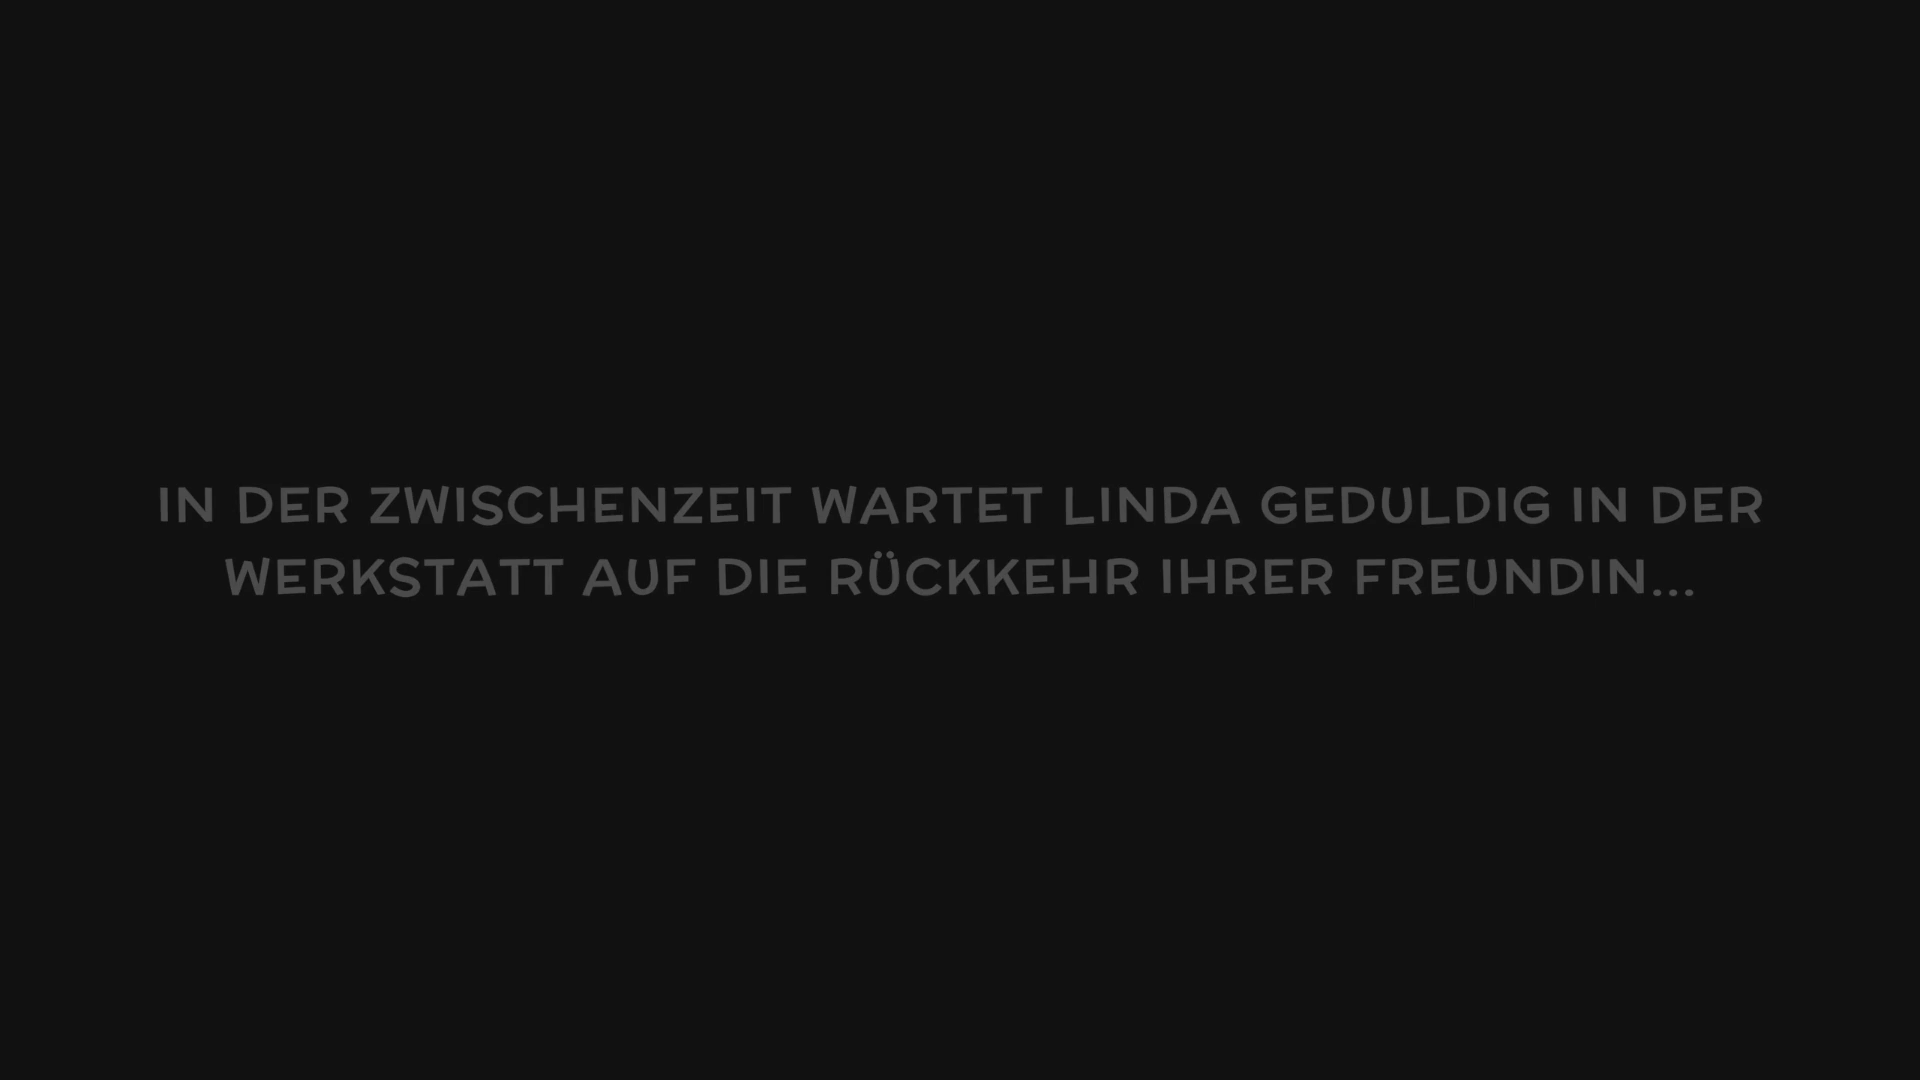 IN DER ZWISCHENZEIT WARTET LINDA GEDULDIG IN DER
WERKSTATT AUF DIE RÜCKKEHR IHRER FREUNDIN...